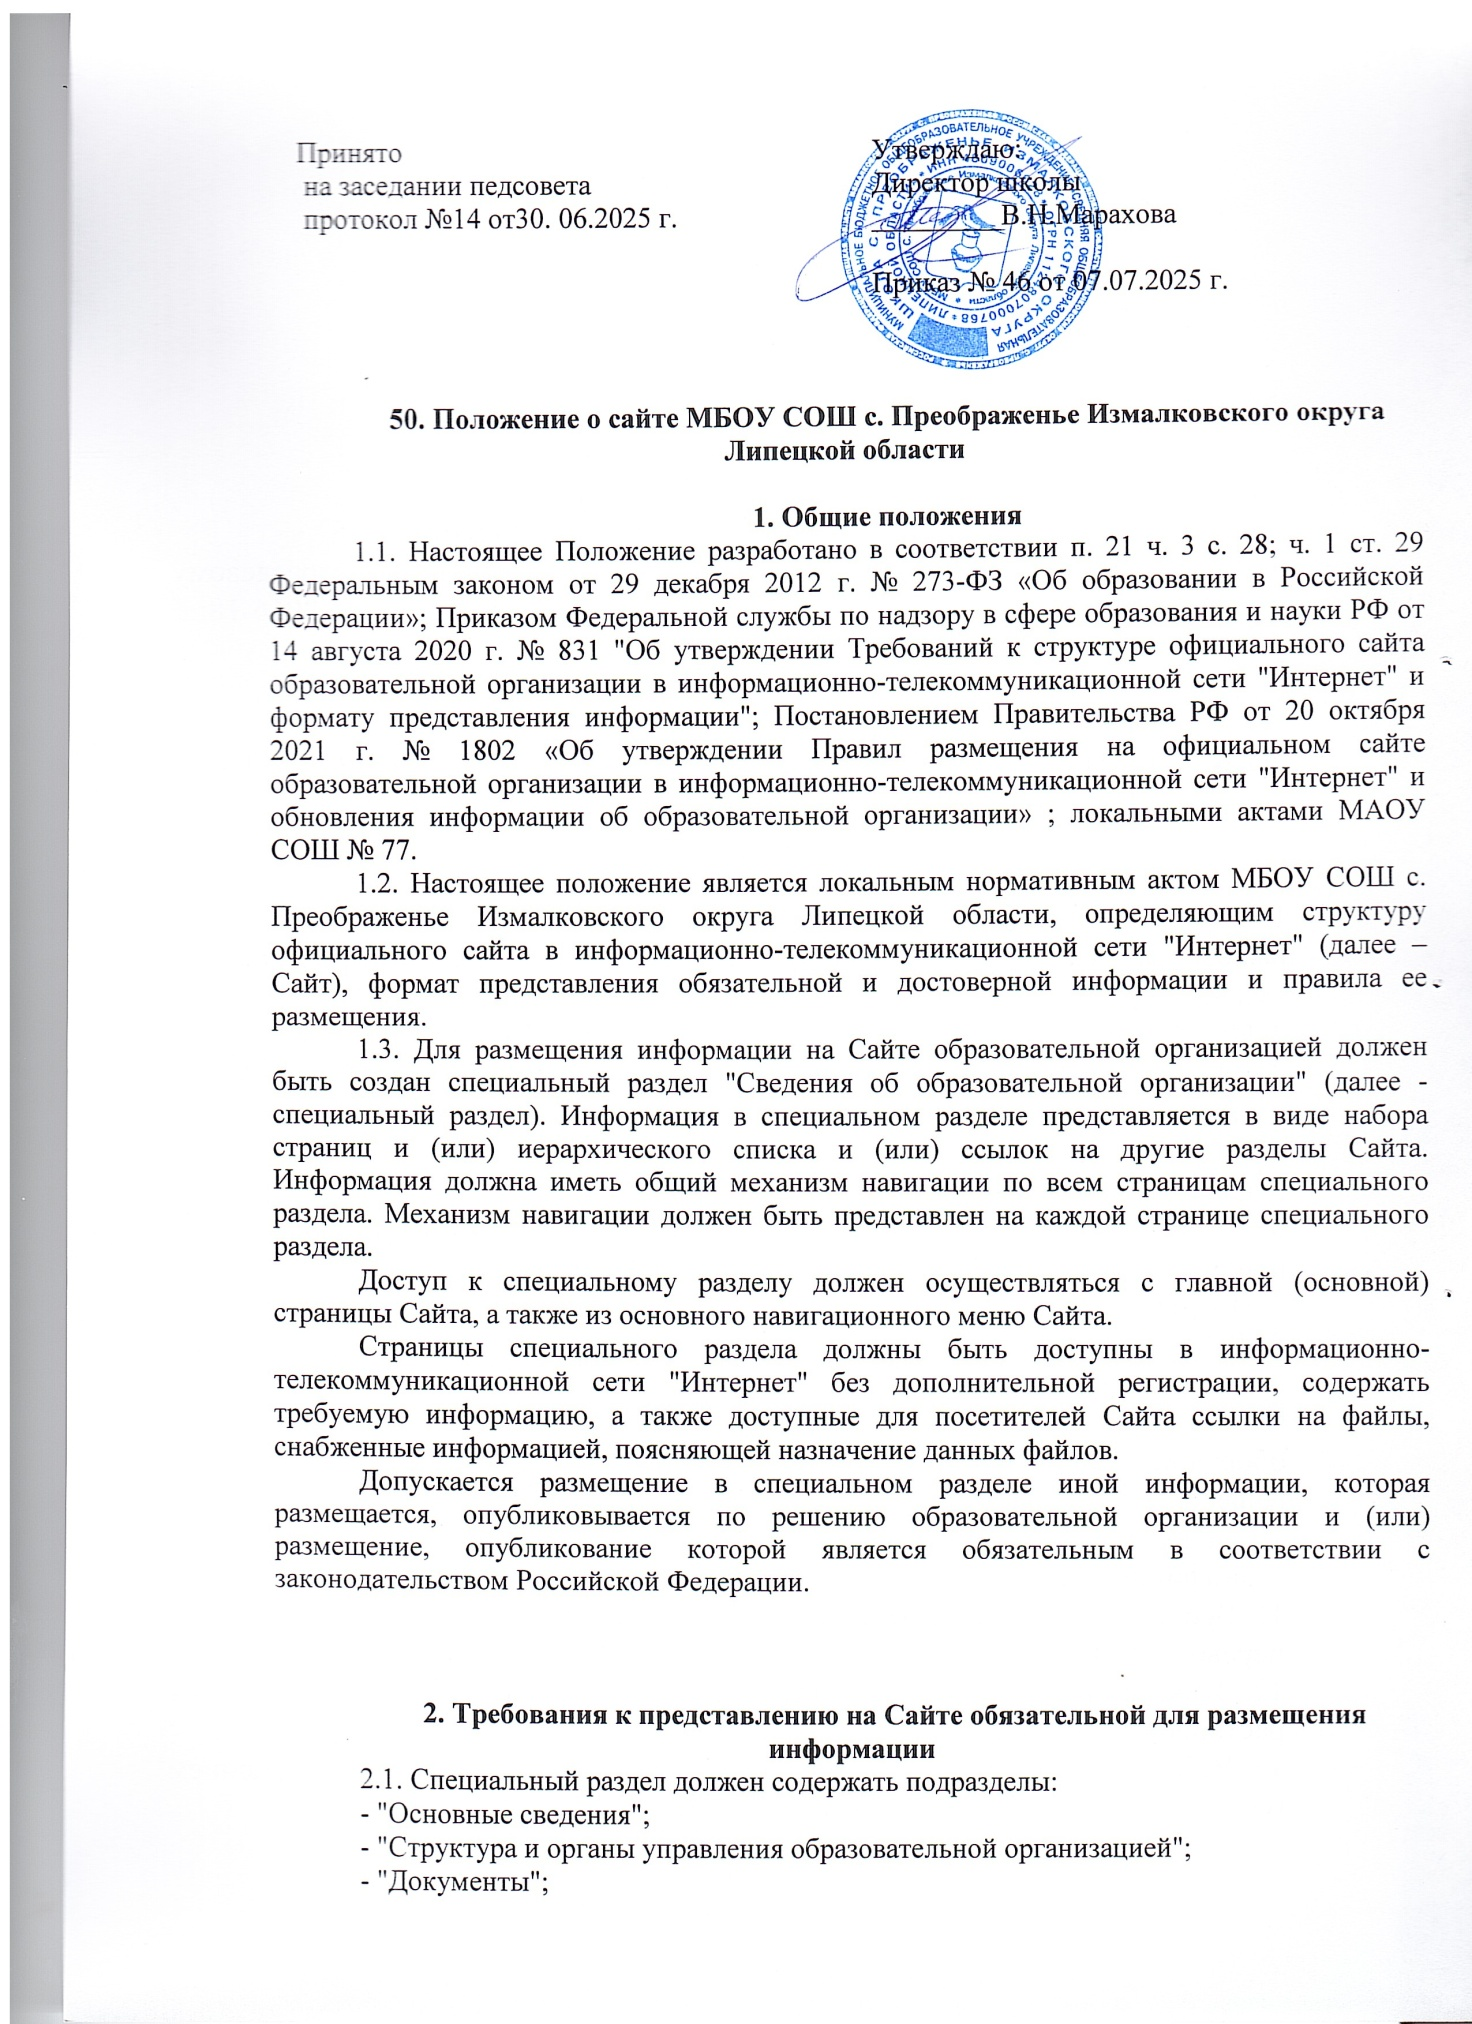 Принято
на заседании педсовета
протокол №14 от30. 06.2025 г.
Утверждаю:
Директор школы
В.Н.Марахова
Приказ № 46 от 07.07.2025 г.
50. Положение о сайте МБОУ СОШ с. Преображенье Измалковского округа
Липецкой области
1. Общие положения
1.1. Настоящее Положение разработано в соответствии п. 21 ч. 3 с. 28; ч. 1 ст. 29
Федеральным законом от 29 декабря 2012 г. № 273-ФЗ «Об образовании в Российской
Федерации»; Приказом Федеральной службы по надзору в сфере образования и науки РФ от
14 августа 2020 г. № 831 "Об утверждении Требований к структуре официального сайта
образовательной организации в информационно-телекоммуникационной сети "Интернет" и
формату представления информации"; Постановлением Правительства РФ от 20 октября
2021 г. № 1802 «Об утверждении Правил размещения на официальном сайте
образовательной организации в информационно-телекоммуникационной сети "Интернет" и
обновления информации об образовательной организации» ; локальными актами МАОУ
СОШ № 77.
1.2. Настоящее положение является локальным нормативным актом МБОУ СОШ с.
Преображенье Измалковского округа Липецкой области, определяющим структуру
официального сайта в информационно-телекоммуникационной сети "Интернет" (далее –
Сайт), формат представления обязательной и достоверной информации и правила ее
размещения.
1.3. Для размещения информации на Сайте образовательной организацией должен
быть создан специальный раздел "Сведения об образовательной организации" (далее -
специальный раздел). Информация в специальном разделе представляется в виде набора
страниц и (или) иерархического списка и (или) ссылок на другие разделы Сайта.
Информация должна иметь общий механизм навигации по всем страницам специального
раздела. Механизм навигации должен быть представлен на каждой странице специального
раздела.
Доступ к специальному разделу должен осуществляться с главной (основной)
страницы Сайта, а также из основного навигационного меню Сайта.
Страницы специального раздела должны быть доступны в информационно-
телекоммуникационной сети "Интернет" без дополнительной регистрации, содержать
требуемую информацию, а также доступные для посетителей Сайта ссылки на файлы,
снабженные информацией, поясняющей назначение данных файлов.
Допускается размещение в специальном разделе иной информации, которая
размещается, опубликовывается по решению образовательной организации и (или)
размещение, опубликование которой является обязательным в соответствии с
законодательством Российской Федерации.
2. Требования к представлению на Сайте обязательной для размещения
информации
2.1. Специальный раздел должен содержать подразделы:
- "Основные сведения";
- "Структура и органы управления образовательной организацией";
- "Документы";